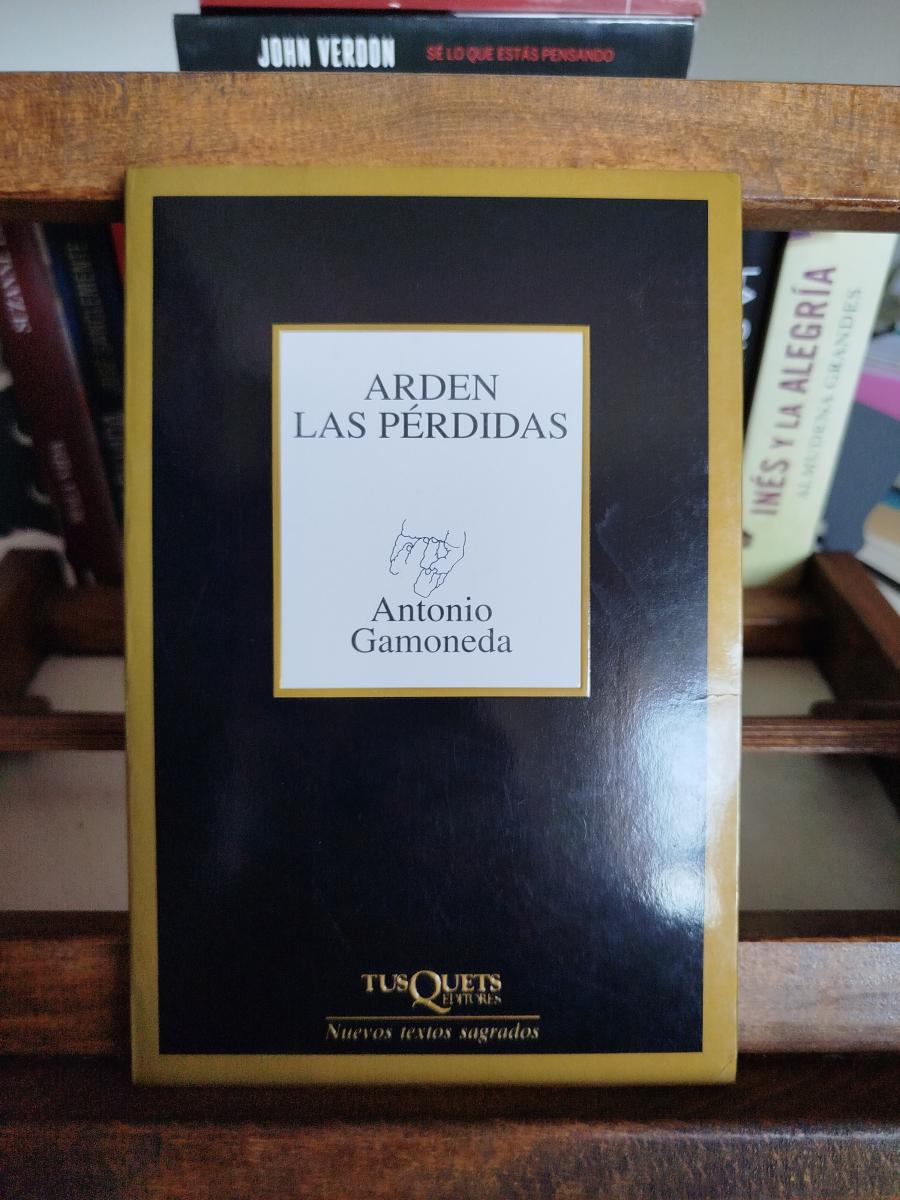 JOHN VERDON SÉ LO QUE ESTÁS PENSANDO
ARDEN
LAS PÉRDIDAS
Antonio
Gamoneda
TUSQUETS
EDITORES
Nuevos textos sagrados
INÉS Y LA ALEGRÍA
ALMUDENA GRANDES